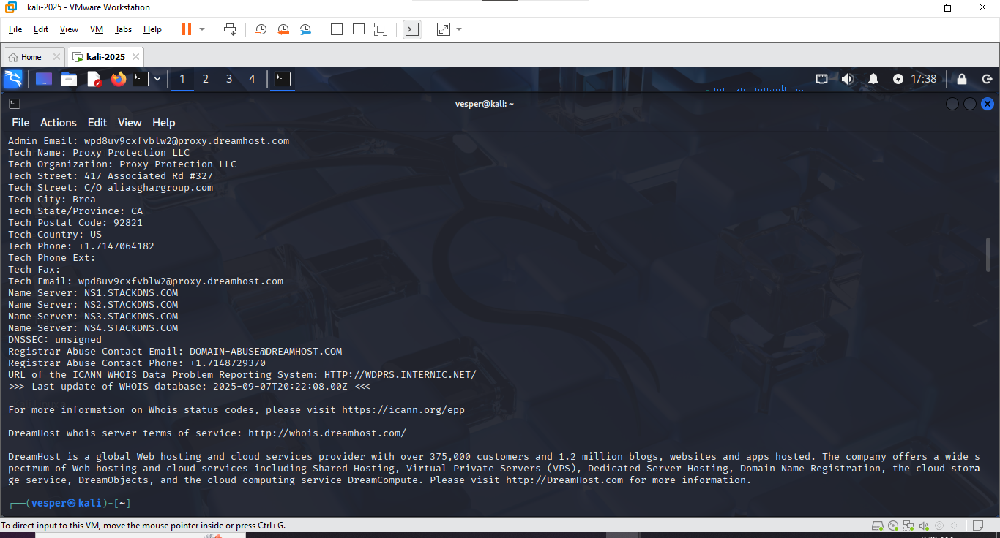 kali-2025 - VMware Workstation
File Edit View VM Tabs Help
Home kali-2025
1 2 3 4 17:38
vesper@kali: ~
File Actions Edit View Help
Admin Email: wpd8uv9cxfvblw2@proxy.dreamhost.com
Tech Name: Proxy Protection LLC
Tech Organization: Proxy Protection LLC
Tech Street: 417 Associated Rd #327
Tech Street: C/O aliasghargroup.com
Tech City: Brea
Tech State/Province: CA
Tech Postal Code: 92821
Tech Country: US
Tech Phone: +1.7147064182
Tech Phone Ext:
Tech Fax:
Tech Email: wpd8uv9cxfvblw2@proxy.dreamhost.com
Name Server: NS1.STACKDNS.COM
Name Server: NS2.STACKDNS.COM
Name Server: NS3.STACKDNS.COM
Name Server: NS4.STACKDNS.COM
DNSSEC: unsigned
Registrar Abuse Contact Email: DOMAIN-ABUSE@DREAMHOST.COM
Registrar Abuse Contact Phone: +1.7148729370
URL of the ICANN WHOIS Data Problem Reporting System: HTTP://WDPRS.INTERNIC.NET/
>>> Last update of WHOIS database: 2025-09-07T20:22:08.00Z <<<
For more information on Whois status codes, please visit https://icann.org/epp
DreamHost whois server terms of service: http://whois.dreamhost.com/
DreamHost is a global Web hosting and cloud services provider with over 375,000 customers and 1.2 million blogs, websites and apps hosted. The company offers a wide s
pectrum of Web hosting and cloud services including Shared Hosting, Virtual Private Servers (VPS), Dedicated Server Hosting, Domain Name Registration, the cloud stora
ge service, DreamObjects, and the cloud computing service DreamCompute. Please visit http://DreamHost.com for more information.
┌──(vesper㉿kali)-[~]
To direct input to this VM, move the mouse pointer inside or press Ctrl+G.